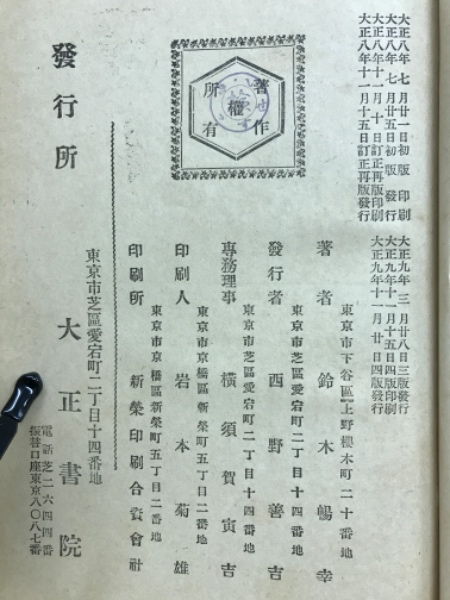 大正八年七月廿一日初版印刷
大正八年七月廿五日初版發行
大正八年十一月十日訂正再版印刷
大正八年十一月十五日訂正再版發行
大正九年三月廿八日三版發行
大正九年十一月十五日四版印刷
大正九年十一月廿日四版發行
著作
權
所有
東京市下谷區上野櫻木町二十番地
著者 鈴木暢幸
東京市芝區愛宕町二丁目十四番地
發行者 西野善吉
東京市芝區愛宕町二丁目十四番地
專務理事 横須賀寅吉
東京市京橋區新榮町五丁目二番地
印刷人 岩本菊雄
東京市京橋區新榮町五丁目二番地
印刷所 新榮印刷合資會社
東京市芝區愛宕町二丁目十四番地
發行所 大正書院
電話芝二六四四番
振替口座東京八〇八七番